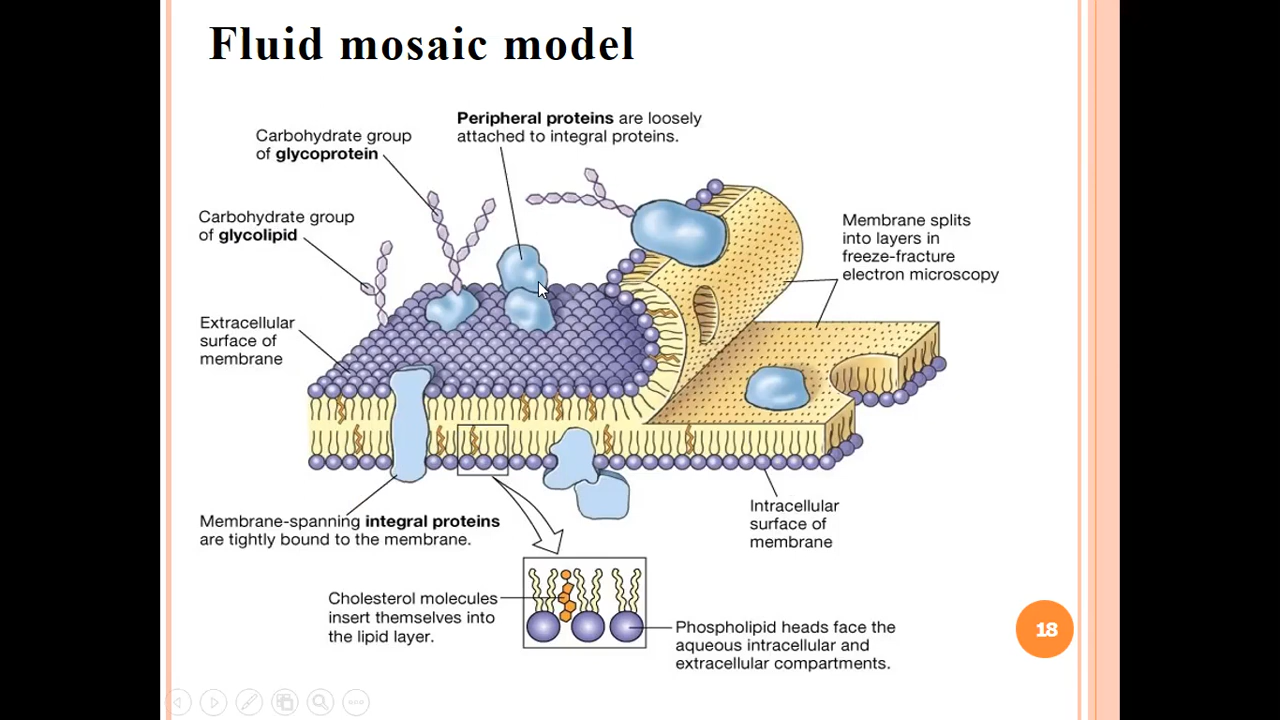 Fluid mosaic model
Peripheral proteins are loosely
attached to integral proteins.
Carbohydrate group
of glycoprotein
Carbohydrate group
of glycolipid
Membrane splits
into layers in
freeze-fracture
electron microscopy
Extracellular
surface of
membrane
Membrane-spanning integral proteins
are tightly bound to the membrane.
Intracellular
surface of
membrane
Cholesterol molecules
insert themselves into
the lipid layer.
Phospholipid heads face the
aqueous intracellular and
extracellular compartments.
18